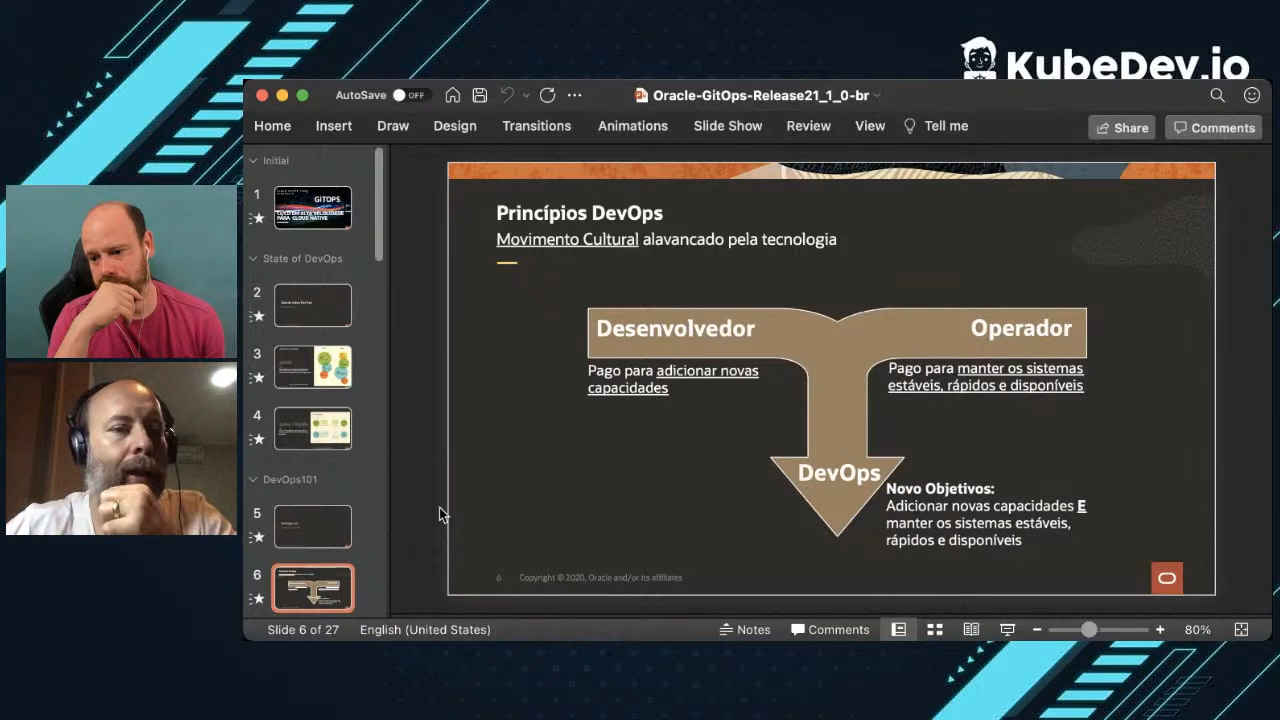 KubeDev.io
AutoSave OFF
Oracle-GitOps-Release21_1_0-br
Home Insert Draw Design Transitions Animations Slide Show Review View Tell me
Share Comments
Initial
1
GITOPS
State of DevOps
2
3
4
DevOps101
5
6
Princípios DevOps
Movimento Cultural alavancado pela tecnologia
Desenvolvedor
Operador
Pago para adicionar novas
capacidades
Pago para manter os sistemas
estáveis, rápidos e disponíveis
DevOps
Novo Objetivos:
Adicionar novas capacidades E
manter os sistemas estáveis,
rápidos e disponíveis
6 Copyright © 2020, Oracle and/or its affiliates
Slide 6 of 27 English (United States) Notes Comments 80%